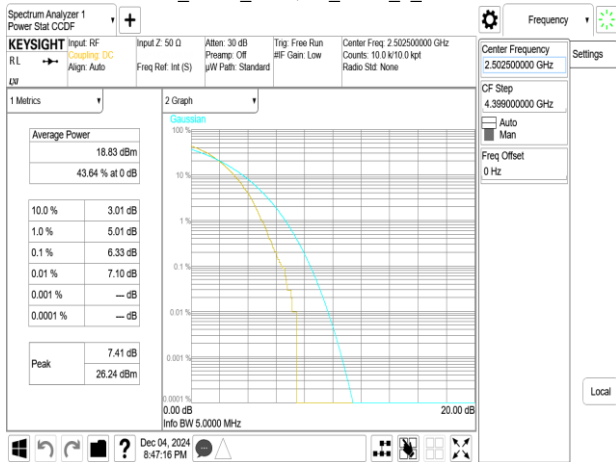 Spectrum Analyzer 1
Power Stat CCDF
+
Frequency
KEYSIGHT
RL
LXI
Input: RF
Coupling: DC
Align: Auto
Input Z: 50 Ω
Freq Ref: Int (S)
Atten: 30 dB
Preamp: Off
µW Path: Standard
Trig: Free Run
#IF Gain: Low
Center Freq: 2.502500000 GHz
Counts: 10.0 k/10.0 kpt
Radio Std: None
Center Frequency
2.502500000 GHz
Settings
CF Step
4.399000000 GHz
Auto
Man
Freq Offset
0 Hz
Local
1 Metrics
Average Power
18.83 dBm
43.64 % at 0 dB
10.0 % 3.01 dB
1.0 % 5.01 dB
0.1 % 6.33 dB
0.01 % 7.10 dB
0.001 % --- dB
0.0001 % --- dB
Peak
7.41 dB
26.24 dBm
2 Graph
Gaussian
100 %
10 %
1 %
0.1 %
0.01 %
0.001 %
0.0001 %
0.00 dB 20.00 dB
Info BW 5.0000 MHz
?
Dec 04, 2024
8:47:16 PM